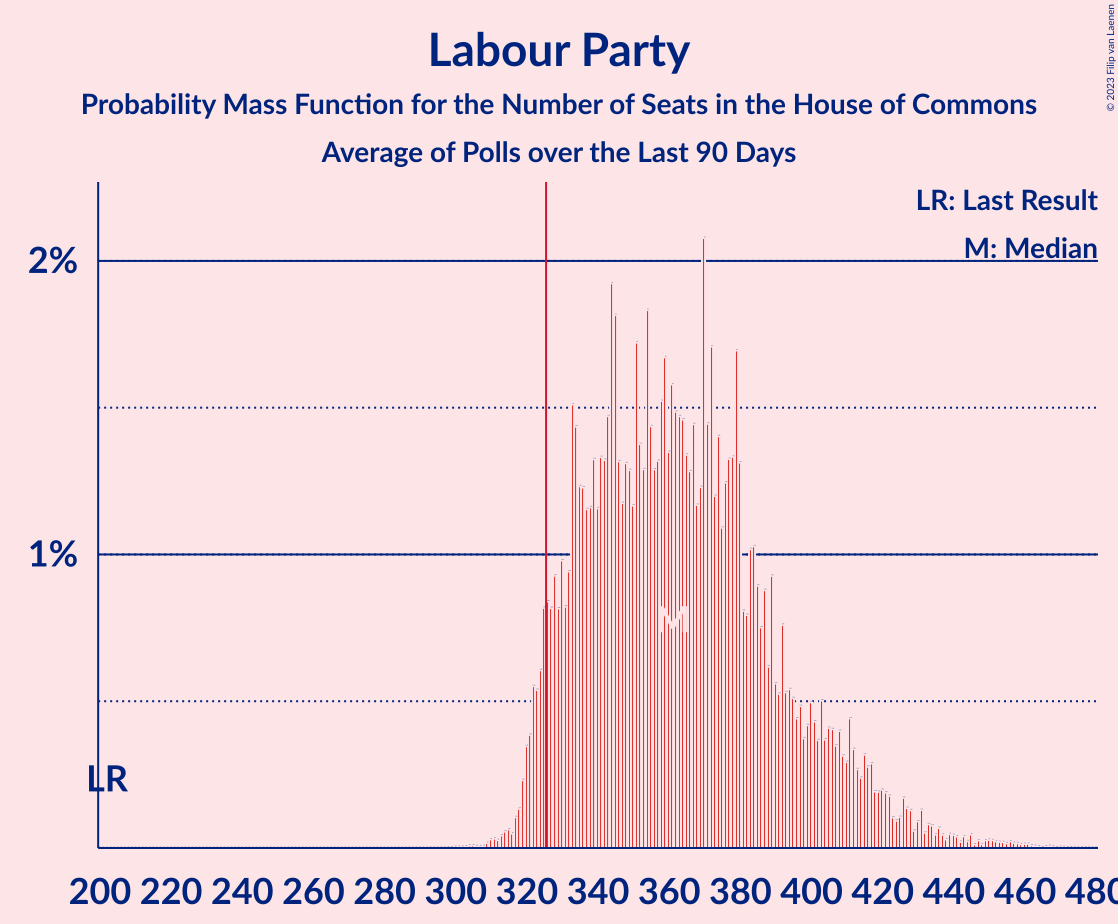 © 2023 Filip van Laenen
Labour Party
Probability Mass Function for the Number of Seats in the House of Commons
Average of Polls over the Last 90 Days
LR: Last Result
M: Median
2%
1%
M
LR
200 220 240 260 280 300 320 340 360 380 400 420 440 460 480